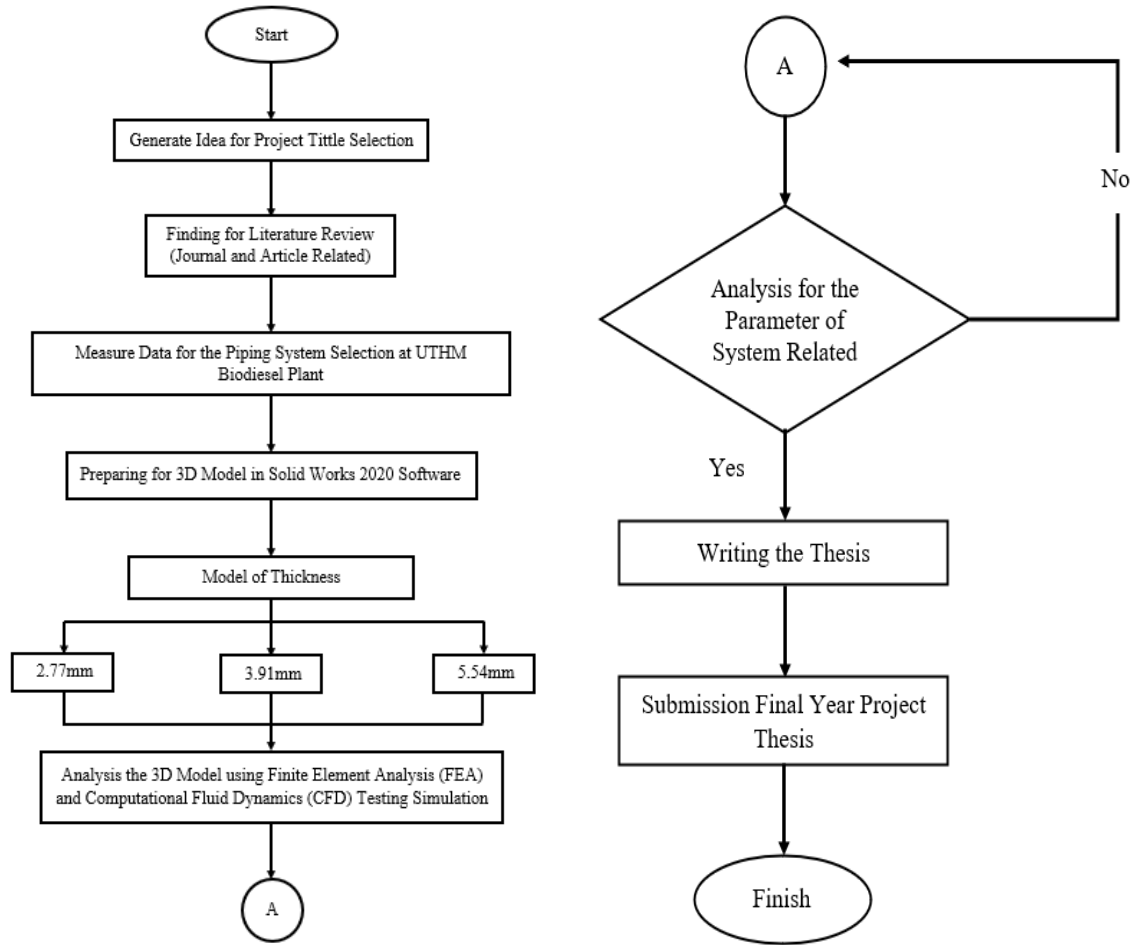 Start
Generate Idea for Project Tittle Selection
Finding for Literature Review
(Journal and Article Related)
Measure Data for the Piping System Selection at UTHM
Biodiesel Plant
Preparing for 3D Model in Solid Works 2020 Software
Model of Thickness
2.77mm
3.91mm
5.54mm
Analysis the 3D Model using Finite Element Analysis (FEA)
and Computational Fluid Dynamics (CFD) Testing Simulation
A
A
No
Analysis for the
Parameter of
System Related
Yes
Writing the Thesis
Submission Final Year Project
Thesis
Finish